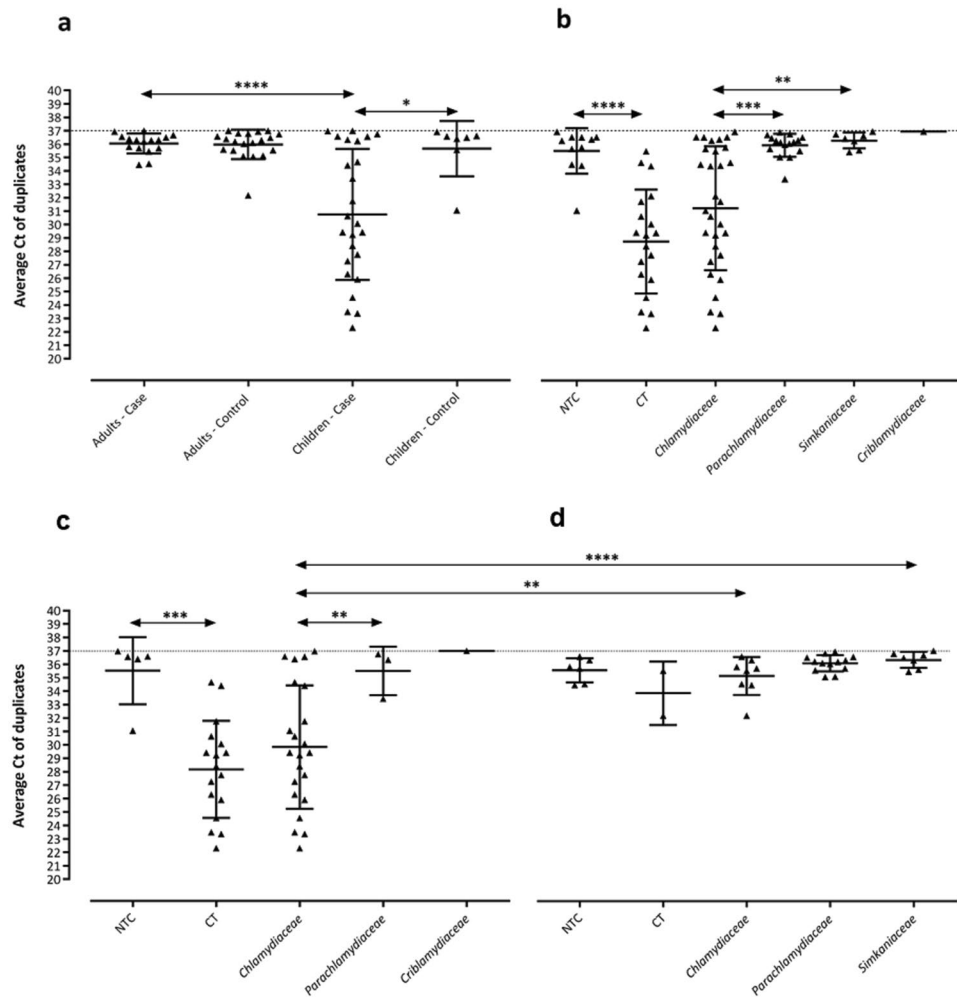 a
b
****
*
**
****
***
Average Ct of duplicates
40
39
38
37
36
35
34
33
32
31
30
29
28
27
26
25
24
23
22
21
20
Adults - Case
Adults - Control
Children - Case
Children - Control
NTC
CT
Chlamydiaceae
Parachlamydiaceae
Simkaniaceae
Criblamydiaceae
c
d
****
**
***
**
Average Ct of duplicates
40
39
38
37
36
35
34
33
32
31
30
29
28
27
26
25
24
23
22
21
20
NTC
CT
Chlamydiaceae
Parachlamydiaceae
Criblamydiaceae
NTC
CT
Chlamydiaceae
Parachlamydiaceae
Simkaniaceae